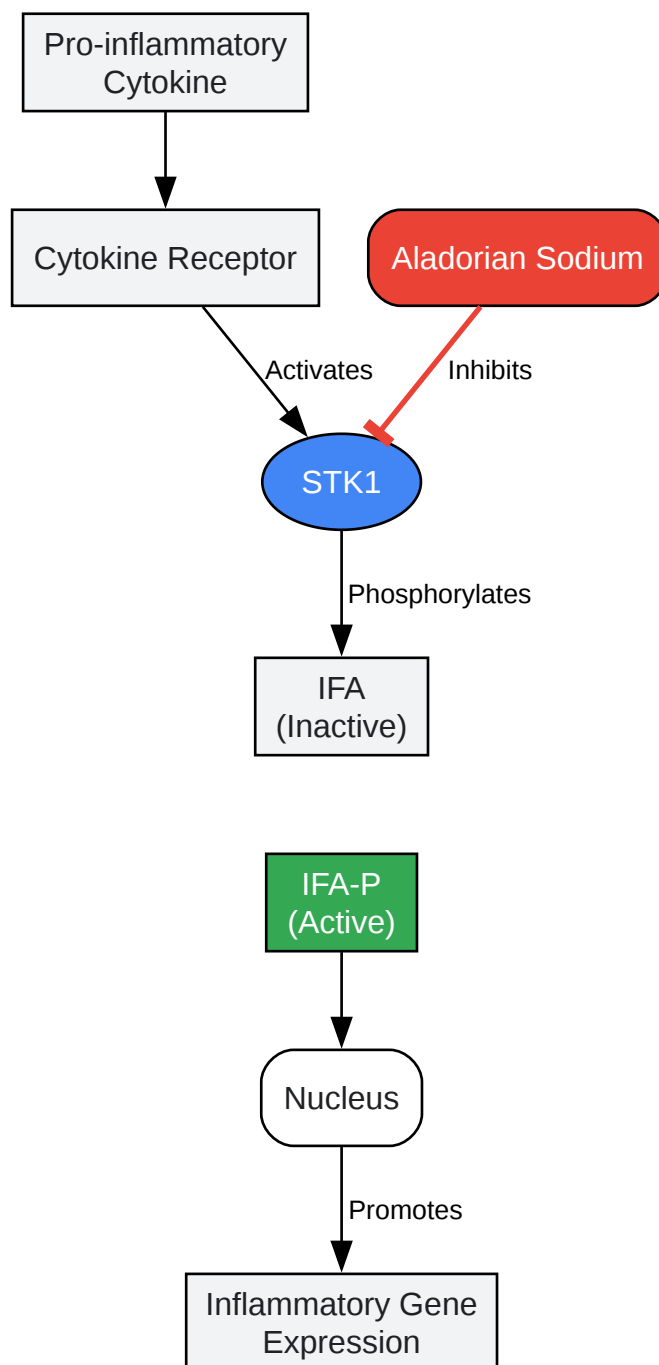 Pro-inflammatory
Cytokine
Cytokine Receptor
Aladorian Sodium
Activates
Inhibits
STK1
Phosphorylates
IFA
(Inactive)
IFA-P
(Active)
Nucleus
Promotes
Inflammatory Gene
Expression